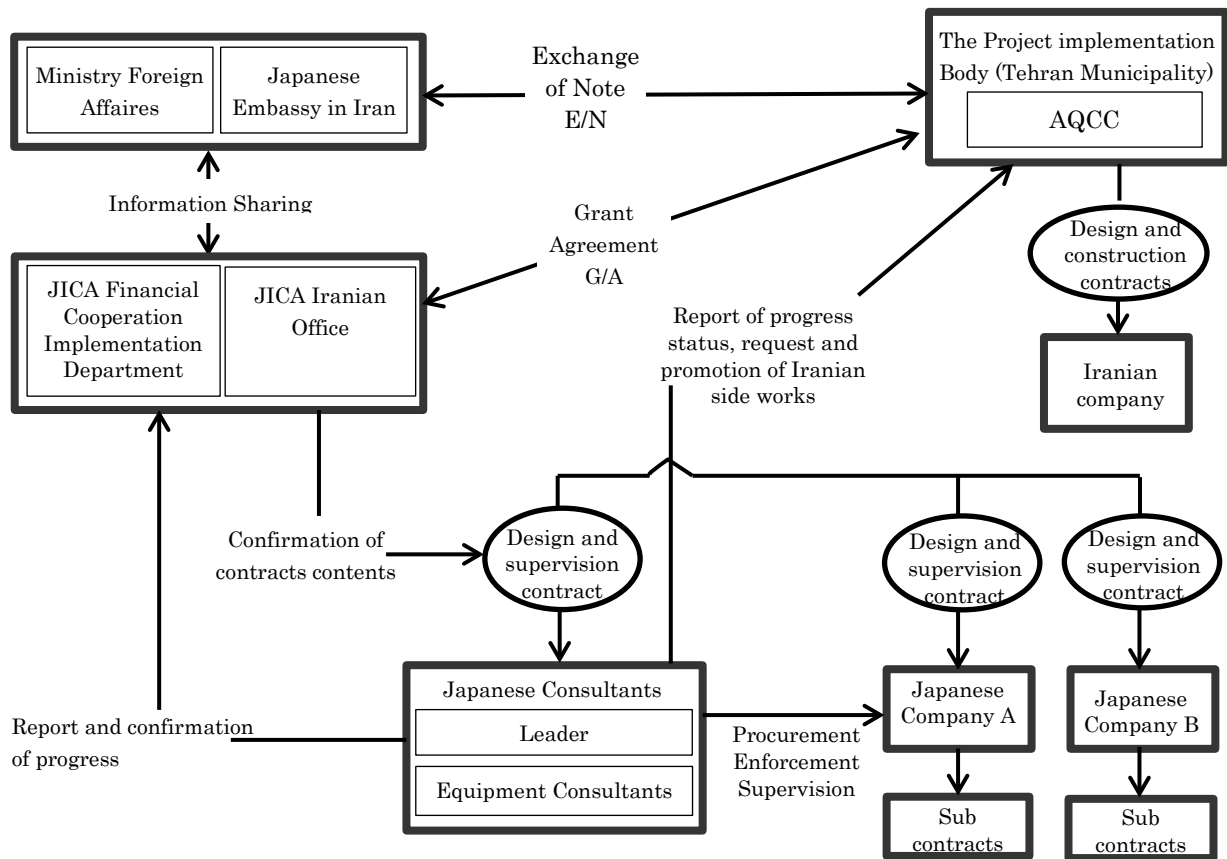 Ministry Foreign
Affaires
Japanese
Embassy in Iran
Exchange
of Note
E/N
The Project implementation
Body (Tehran Municipality)
AQCC
Information Sharing
Grant
Agreement
G/A
Design and
construction
contracts
JICA Financial
Cooperation
Implementation
Department
JICA Iranian
Office
Report of progress
status, request and
promotion of Iranian
side works
Iranian
company
Confirmation of
contracts contents
Design and
supervision
contract
Design and
supervision
contract
Design and
supervision
contract
Japanese Consultants
Leader
Equipment Consultants
Report and confirmation
of progress
Procurement
Enforcement
Supervision
Japanese
Company A
Japanese
Company B
Sub
contracts
Sub
contracts